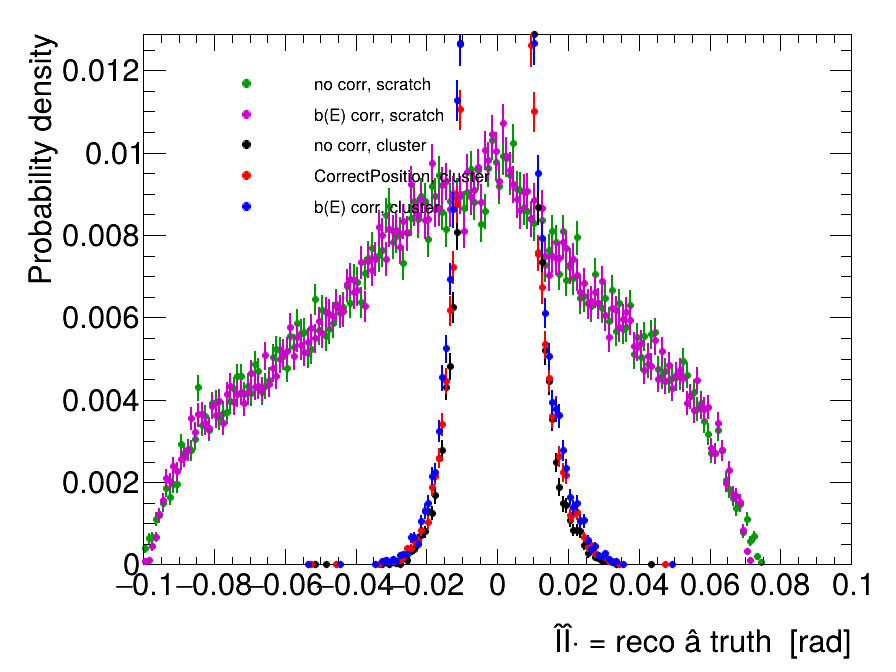 Probability density
0.012
0.01
0.008
0.006
0.004
0.002
0
no corr, scratch
b(E) corr, scratch
no corr, cluster
CorrectPosition, cluster
b(E) corr, cluster
−0.1 −0.08 −0.06 −0.04 −0.02 0 0.02 0.04 0.06 0.08 0.1
ÎÎ· = reco â truth [rad]